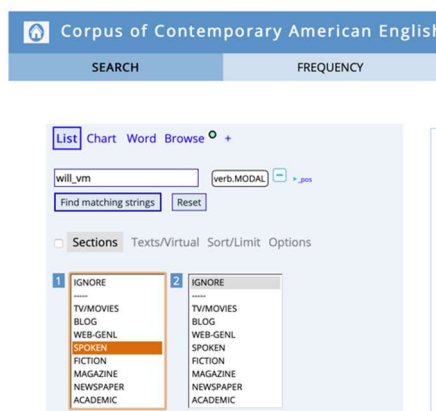 Corpus of Contemporary American English
SEARCH FREQUENCY
List Chart Word Browse +
will_vm verb.MODAL − _pos
Find matching strings Reset
Sections Texts/Virtual Sort/Limit Options
1 IGNORE 2 IGNORE
----- -----
TV/MOVIES TV/MOVIES
BLOG BLOG
WEB-GENL WEB-GENL
SPOKEN SPOKEN
FICTION FICTION
MAGAZINE MAGAZINE
NEWSPAPER NEWSPAPER
ACADEMIC ACADEMIC